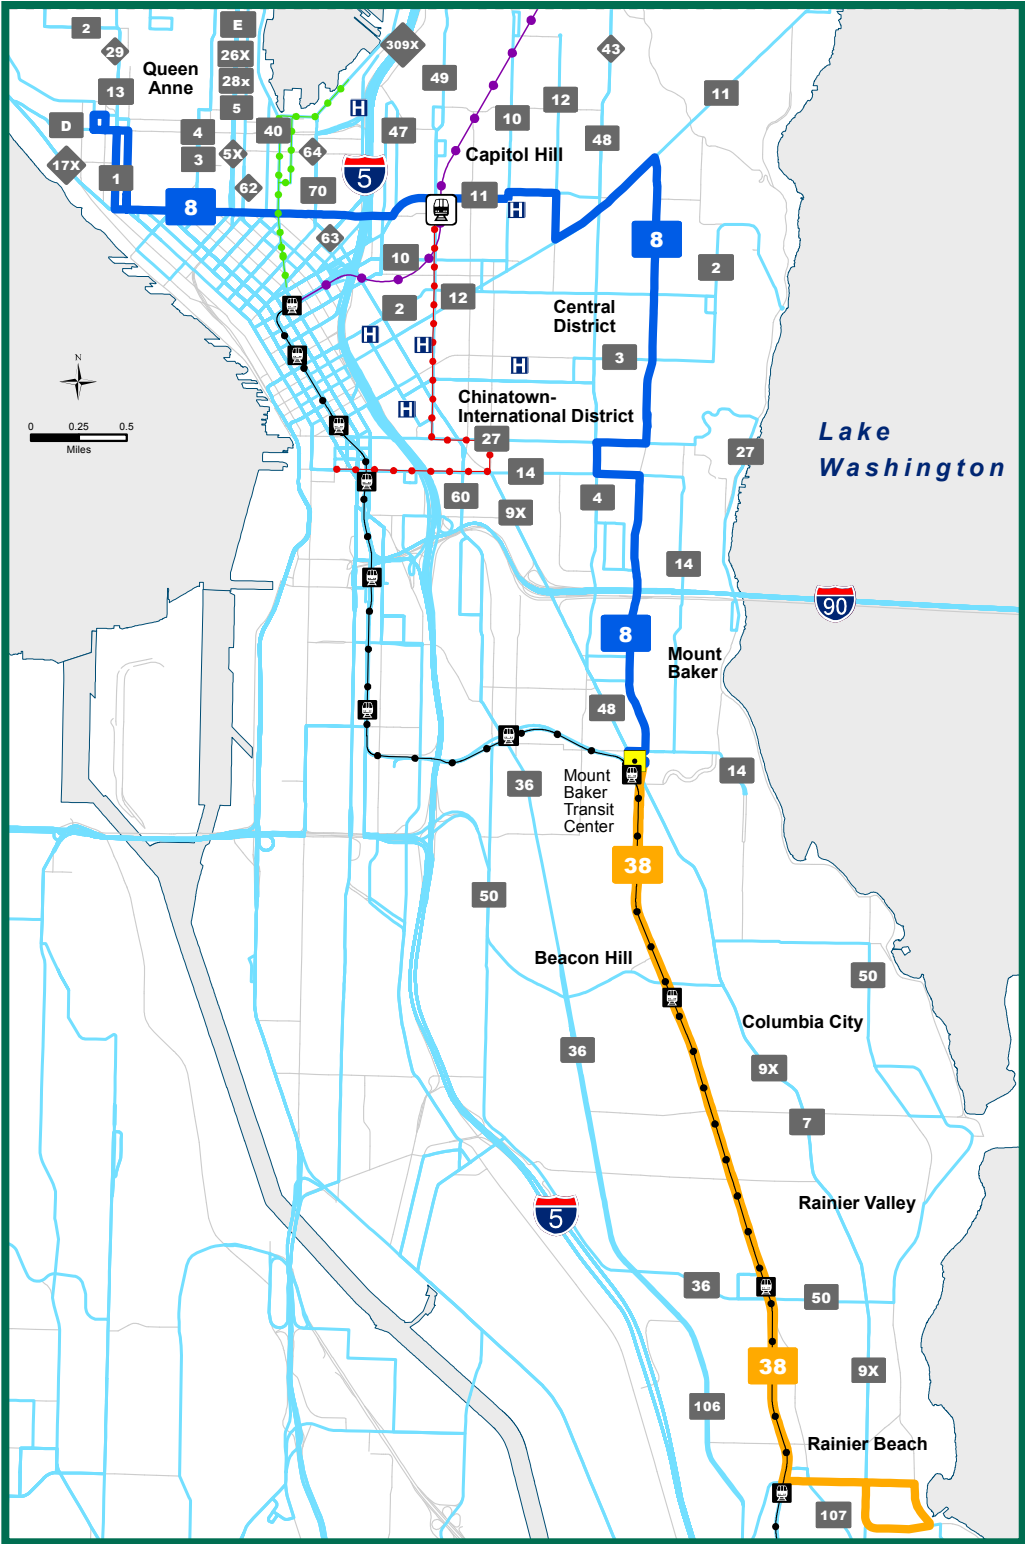 2
E
29
26X
309X
43
Queen
Anne
49
28x
13
5
12
11
D
4
40
47
10
48
17X
3
5X
64
Capitol Hill
5
1
62
70
8
11
H
H
63
8
10
2
2
12
Central
District
H
H
H
3
N
Chinatown-
International District
H
0
0.25
0.5
Miles
27
Lake
Washington
27
14
60
4
9X
14
90
8
Mount
Baker
48
Mount
Baker
Transit
Center
36
14
38
50
Beacon Hill
50
Columbia City
36
9X
7
Rainier Valley
5
36
50
38
9X
106
Rainier Beach
107